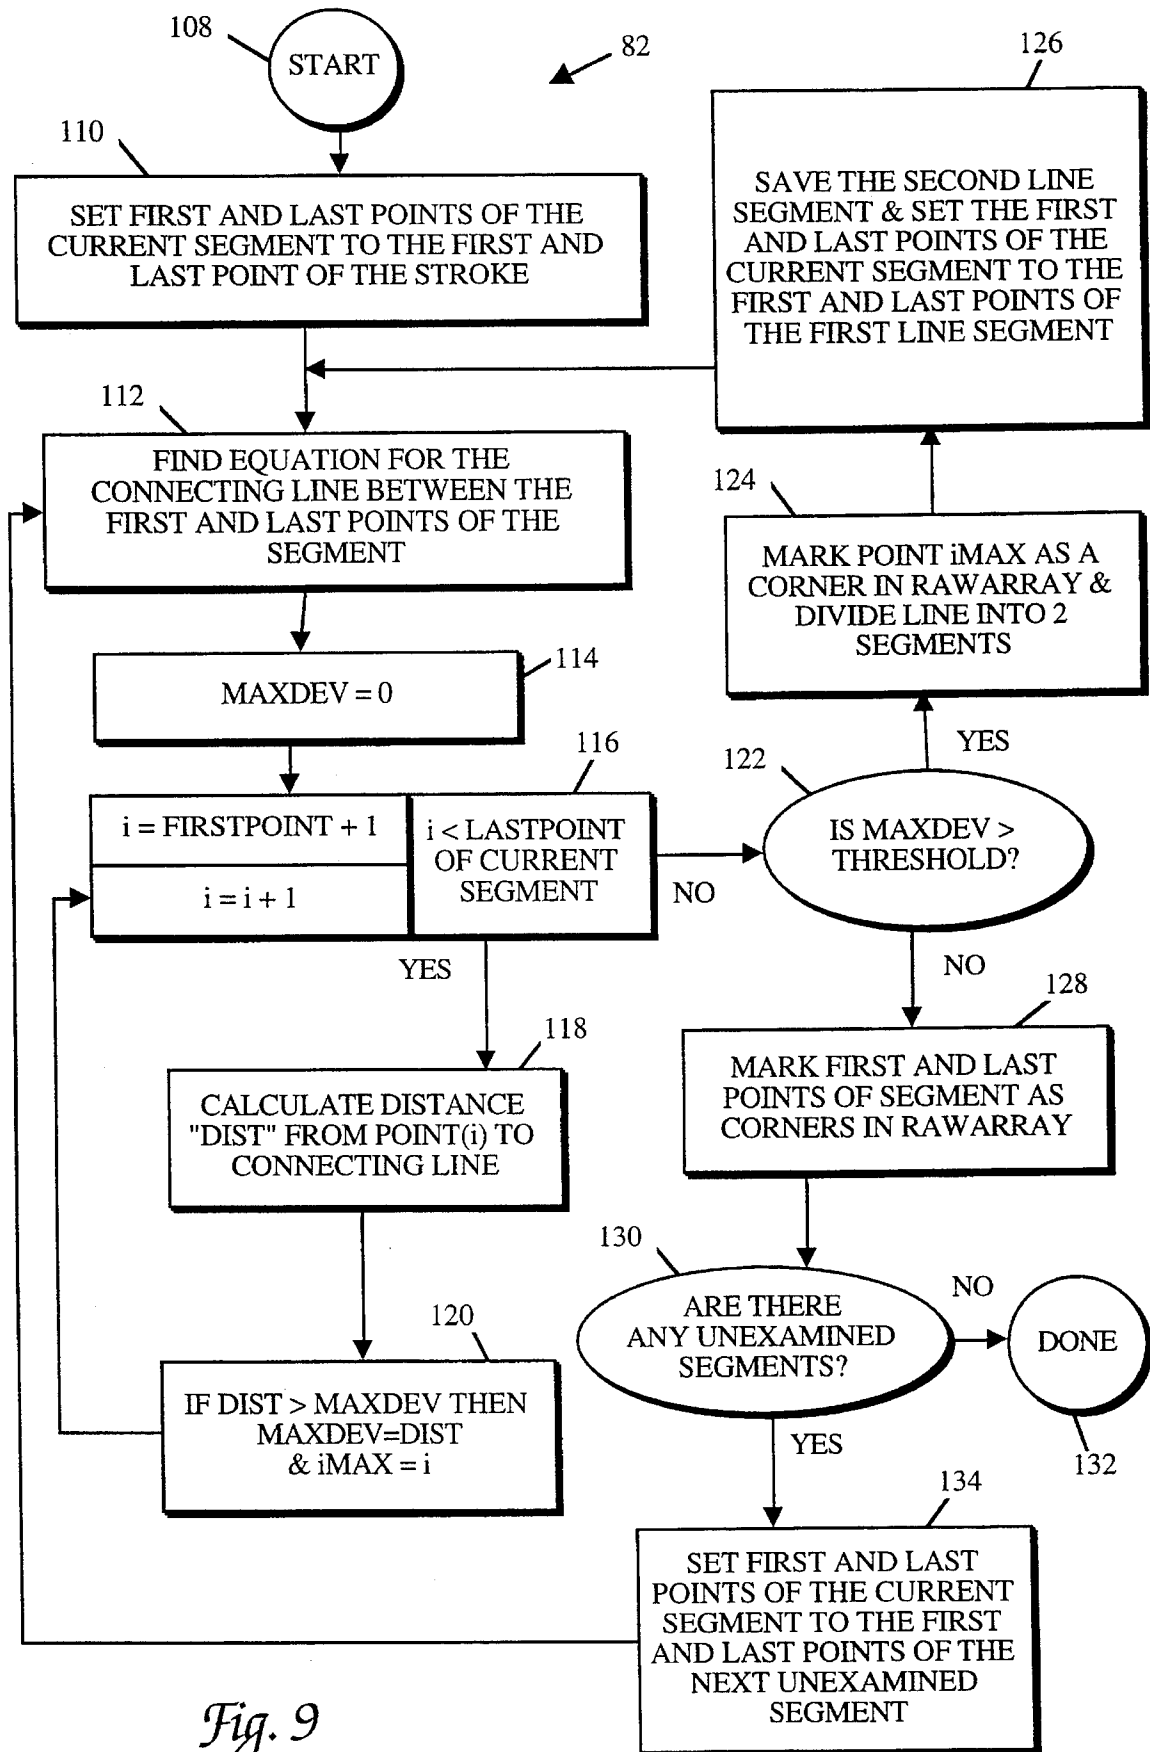 108
START
82
126
110
SET FIRST AND LAST POINTS OF THE
CURRENT SEGMENT TO THE FIRST AND
LAST POINT OF THE STROKE
SAVE THE SECOND LINE
SEGMENT & SET THE FIRST
AND LAST POINTS OF THE
CURRENT SEGMENT TO THE
FIRST AND LAST POINTS OF
THE FIRST LINE SEGMENT
112
FIND EQUATION FOR THE
CONNECTING LINE BETWEEN THE
FIRST AND LAST POINTS OF THE
SEGMENT
124
MARK POINT iMAX AS A
CORNER IN RAWARRAY &
DIVIDE LINE INTO 2
SEGMENTS
114
MAXDEV = 0
116
i = FIRSTPOINT + 1
i = i + 1
i < LASTPOINT
OF CURRENT
SEGMENT
NO
YES
122
YES
IS MAXDEV >
THRESHOLD?
NO
118
CALCULATE DISTANCE
"DIST" FROM POINT(i) TO
CONNECTING LINE
128
MARK FIRST AND LAST
POINTS OF SEGMENT AS
CORNERS IN RAWARRAY
120
IF DIST > MAXDEV THEN
MAXDEV=DIST
& iMAX = i
130
ARE THERE
ANY UNEXAMINED
SEGMENTS?
NO
DONE
132
YES
134
SET FIRST AND LAST
POINTS OF THE CURRENT
SEGMENT TO THE FIRST
AND LAST POINTS OF THE
NEXT UNEXAMINED
SEGMENT
Fig. 9